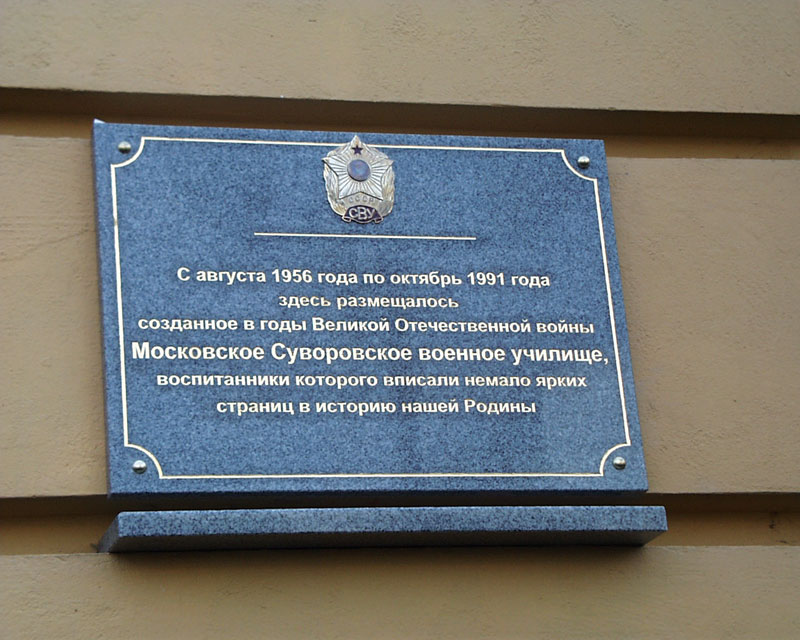 СССР
СВУ
С августа 1956 года по октябрь 1991 года
здесь размещалось
созданное в годы Великой Отечественной войны
Московское Суворовское военное училище,
воспитанники которого вписали немало ярких
страниц в историю нашей Родины